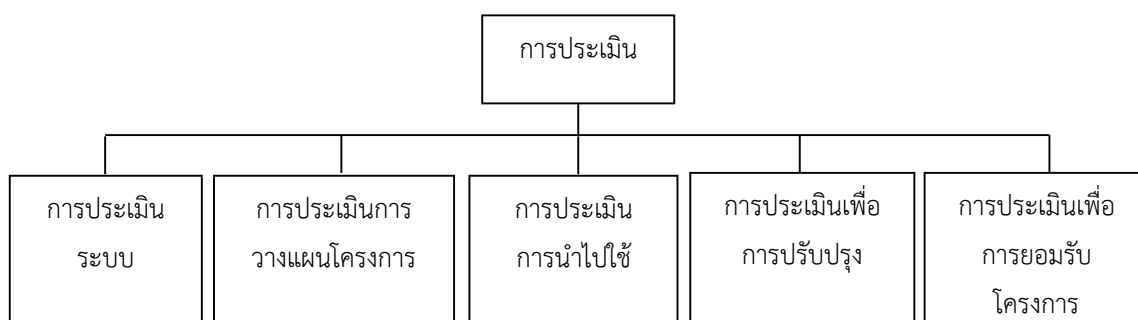 การประเมิน
การประเมิน
ระบบ
การประเมินการ
วางแผนโครงการ
การประเมิน
การนำไปใช้
การประเมินเพื่อ
การปรับปรุง
การประเมินเพื่อ
การยอมรับ
โครงการ